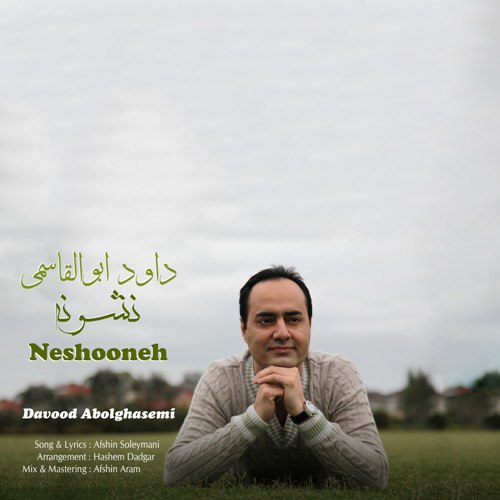 داود ابوالقاسمی
نشونه
Neshooneh
Davood Abolghasemi
Song & Lyrics : Afshin Soleymani
Arrangement : Hashem Dadgar
Mix & Mastering : Afshin Aram